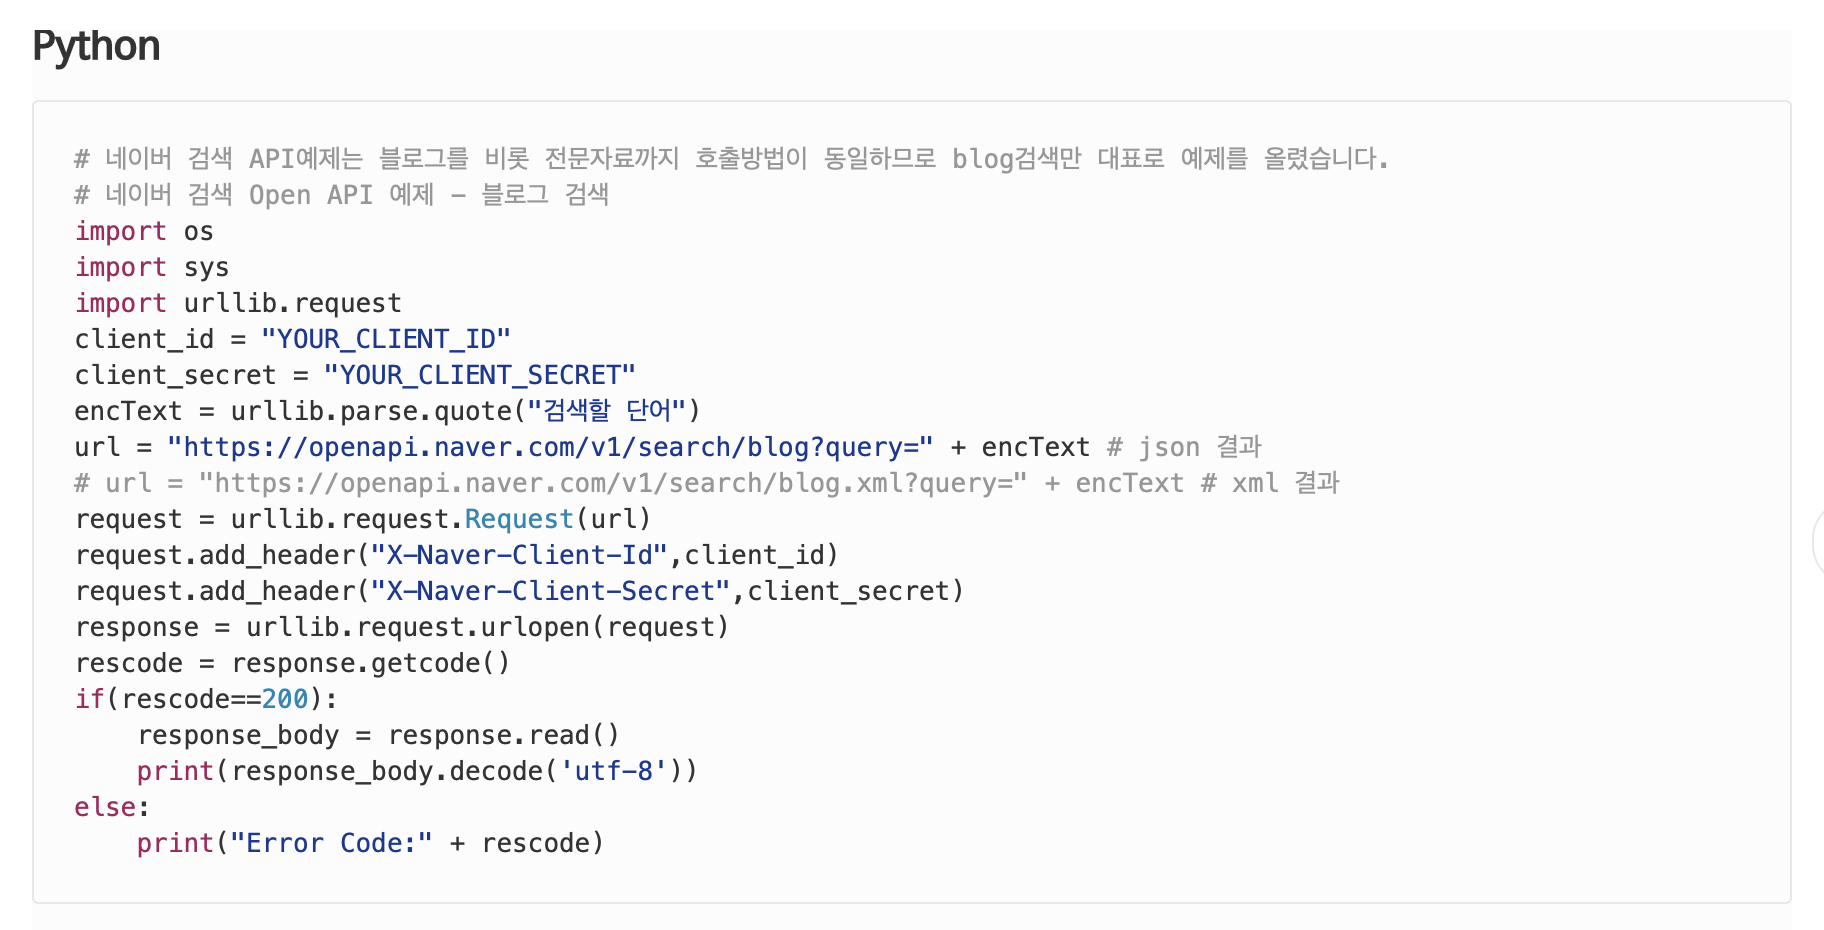 Python
# 네이버 검색 API예제는 블로그를 비롯 전문자료까지 호출방법이 동일하므로 blog검색만 대표로 예제를 올렸습니다.
# 네이버 검색 Open API 예제 - 블로그 검색
import os
import sys
import urllib.request
client_id = "YOUR_CLIENT_ID"
client_secret = "YOUR_CLIENT_SECRET"
encText = urllib.parse.quote("검색할 단어")
url = "https://openapi.naver.com/v1/search/blog?query=" + encText # json 결과
# url = "https://openapi.naver.com/v1/search/blog.xml?query=" + encText # xml 결과
request = urllib.request.Request(url)
request.add_header("X-Naver-Client-Id",client_id)
request.add_header("X-Naver-Client-Secret",client_secret)
response = urllib.request.urlopen(request)
rescode = response.getcode()
if(rescode==200):
    response_body = response.read()
    print(response_body.decode('utf-8'))
else:
    print("Error Code:" + rescode)